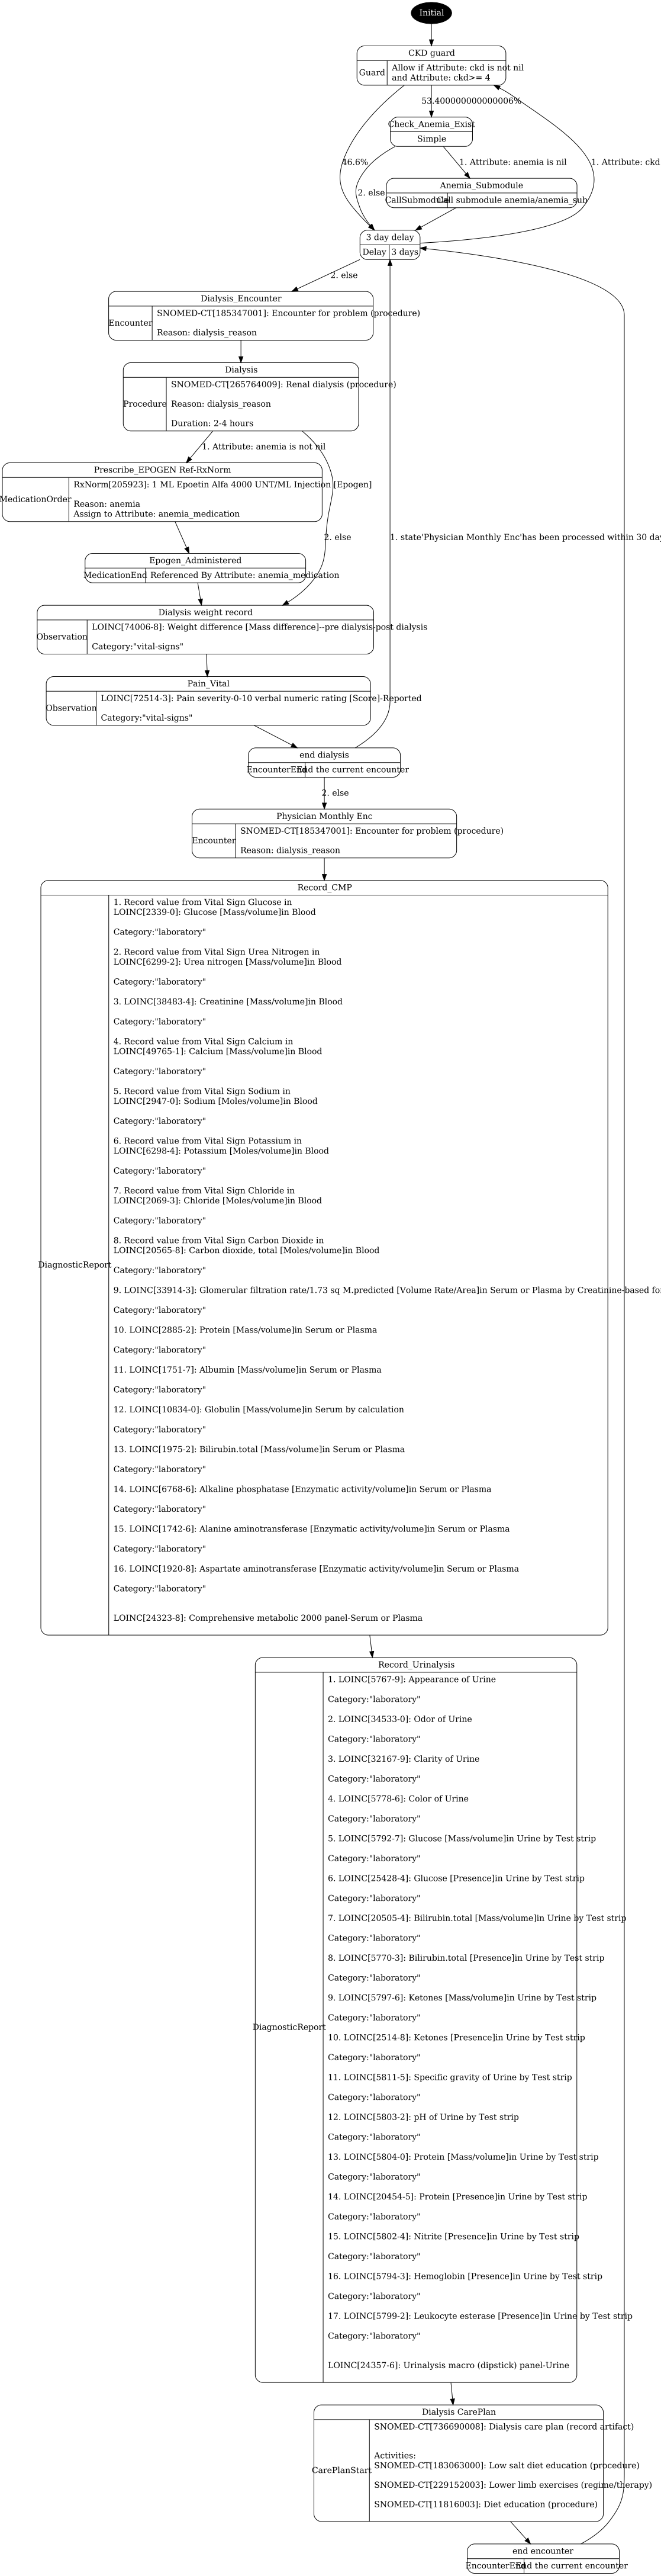 Initial
CKD guard
Guard
Allow if Attribute: ckd is not nil
and Attribute: ckd>= 4
53.400000000000006%
Check_Anemia_Exist
Simple
46.6%
1. Attribute: anemia is nil
1. Attribute: ckd
2. else
Anemia_Submodule
CallSubmodule
Call submodule anemia/anemia_sub
3 day delay
Delay
3 days
2. else
Dialysis_Encounter
Encounter
SNOMED-CT[185347001]: Encounter for problem (procedure)
Reason: dialysis_reason
Dialysis
Procedure
SNOMED-CT[265764009]: Renal dialysis (procedure)
Reason: dialysis_reason
Duration: 2-4 hours
1. Attribute: anemia is not nil
Prescribe_EPOGEN Ref-RxNorm
MedicationOrder
RxNorm[205923]: 1 ML Epoetin Alfa 4000 UNT/ML Injection [Epogen]
Reason: anemia
Assign to Attribute: anemia_medication
2. else
1. state'Physician Monthly Enc'has been processed within 30 day
Epogen_Administered
MedicationEnd
Referenced By Attribute: anemia_medication
Dialysis weight record
Observation
LOINC[74006-8]: Weight difference [Mass difference]--pre dialysis-post dialysis
Category:"vital-signs"
Pain_Vital
Observation
LOINC[72514-3]: Pain severity-0-10 verbal numeric rating [Score]-Reported
Category:"vital-signs"
end dialysis
EncounterEnd
End the current encounter
2. else
Physician Monthly Enc
Encounter
SNOMED-CT[185347001]: Encounter for problem (procedure)
Reason: dialysis_reason
Record_CMP
DiagnosticReport
1. Record value from Vital Sign Glucose in
LOINC[2339-0]: Glucose [Mass/volume]in Blood
Category:"laboratory"
2. Record value from Vital Sign Urea Nitrogen in
LOINC[6299-2]: Urea nitrogen [Mass/volume]in Blood
Category:"laboratory"
3. LOINC[38483-4]: Creatinine [Mass/volume]in Blood
Category:"laboratory"
4. Record value from Vital Sign Calcium in
LOINC[49765-1]: Calcium [Mass/volume]in Blood
Category:"laboratory"
5. Record value from Vital Sign Sodium in
LOINC[2947-0]: Sodium [Moles/volume]in Blood
Category:"laboratory"
6. Record value from Vital Sign Potassium in
LOINC[6298-4]: Potassium [Moles/volume]in Blood
Category:"laboratory"
7. Record value from Vital Sign Chloride in
LOINC[2069-3]: Chloride [Moles/volume]in Blood
Category:"laboratory"
8. Record value from Vital Sign Carbon Dioxide in
LOINC[20565-8]: Carbon dioxide, total [Moles/volume]in Blood
Category:"laboratory"
9. LOINC[33914-3]: Glomerular filtration rate/1.73 sq M.predicted [Volume Rate/Area]in Serum or Plasma by Creatinine-based fo
Category:"laboratory"
10. LOINC[2885-2]: Protein [Mass/volume]in Serum or Plasma
Category:"laboratory"
11. LOINC[1751-7]: Albumin [Mass/volume]in Serum or Plasma
Category:"laboratory"
12. LOINC[10834-0]: Globulin [Mass/volume]in Serum by calculation
Category:"laboratory"
13. LOINC[1975-2]: Bilirubin.total [Mass/volume]in Serum or Plasma
Category:"laboratory"
14. LOINC[6768-6]: Alkaline phosphatase [Enzymatic activity/volume]in Serum or Plasma
Category:"laboratory"
15. LOINC[1742-6]: Alanine aminotransferase [Enzymatic activity/volume]in Serum or Plasma
Category:"laboratory"
16. LOINC[1920-8]: Aspartate aminotransferase [Enzymatic activity/volume]in Serum or Plasma
Category:"laboratory"
LOINC[24323-8]: Comprehensive metabolic 2000 panel-Serum or Plasma
Record_Urinalysis
DiagnosticReport
1. LOINC[5767-9]: Appearance of Urine
Category:"laboratory"
2. LOINC[34533-0]: Odor of Urine
Category:"laboratory"
3. LOINC[32167-9]: Clarity of Urine
Category:"laboratory"
4. LOINC[5778-6]: Color of Urine
Category:"laboratory"
5. LOINC[5792-7]: Glucose [Mass/volume]in Urine by Test strip
Category:"laboratory"
6. LOINC[25428-4]: Glucose [Presence]in Urine by Test strip
Category:"laboratory"
7. LOINC[20505-4]: Bilirubin.total [Mass/volume]in Urine by Test strip
Category:"laboratory"
8. LOINC[5770-3]: Bilirubin.total [Presence]in Urine by Test strip
Category:"laboratory"
9. LOINC[5797-6]: Ketones [Mass/volume]in Urine by Test strip
Category:"laboratory"
10. LOINC[2514-8]: Ketones [Presence]in Urine by Test strip
Category:"laboratory"
11. LOINC[5811-5]: Specific gravity of Urine by Test strip
Category:"laboratory"
12. LOINC[5803-2]: pH of Urine by Test strip
Category:"laboratory"
13. LOINC[5804-0]: Protein [Mass/volume]in Urine by Test strip
Category:"laboratory"
14. LOINC[20454-5]: Protein [Presence]in Urine by Test strip
Category:"laboratory"
15. LOINC[5802-4]: Nitrite [Presence]in Urine by Test strip
Category:"laboratory"
16. LOINC[5794-3]: Hemoglobin [Presence]in Urine by Test strip
Category:"laboratory"
17. LOINC[5799-2]: Leukocyte esterase [Presence]in Urine by Test strip
Category:"laboratory"
LOINC[24357-6]: Urinalysis macro (dipstick) panel-Urine
Dialysis CarePlan
CarePlanStart
SNOMED-CT[736690008]: Dialysis care plan (record artifact)
Activities:
SNOMED-CT[183063000]: Low salt diet education (procedure)
SNOMED-CT[229152003]: Lower limb exercises (regime/therapy)
SNOMED-CT[11816003]: Diet education (procedure)
end encounter
EncounterEnd
End the current encounter